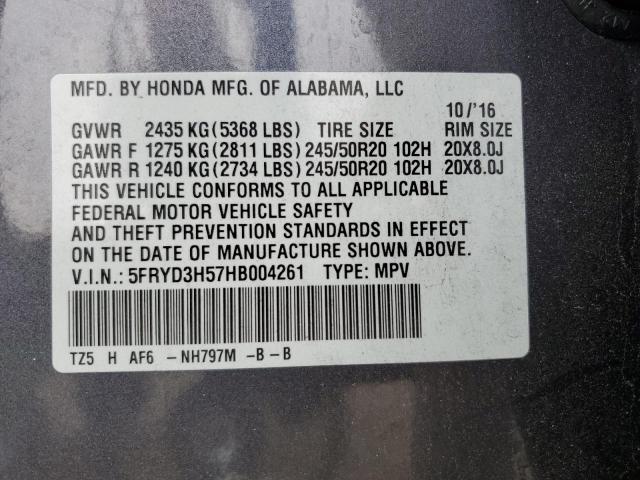 MFD. BY HONDA MFG. OF ALABAMA, LLC
10/'16
GVWR 2435 KG(5368 LBS) TIRE SIZE RIM SIZE
GAWR F 1275 KG(2811 LBS) 245/50R20 102H 20X8.0J
GAWR R 1240 KG(2734 LBS) 245/50R20 102H 20X8.0J
THIS VEHICLE CONFORMS TO ALL APPLICABLE
FEDERAL MOTOR VEHICLE SAFETY
AND THEFT PREVENTION STANDARDS IN EFFECT
ON THE DATE OF MANUFACTURE SHOWN ABOVE.
V.I.N.: 5FRYD3H57HB004261 TYPE: MPV
TZ5 H AF6 -NH797M -B-B